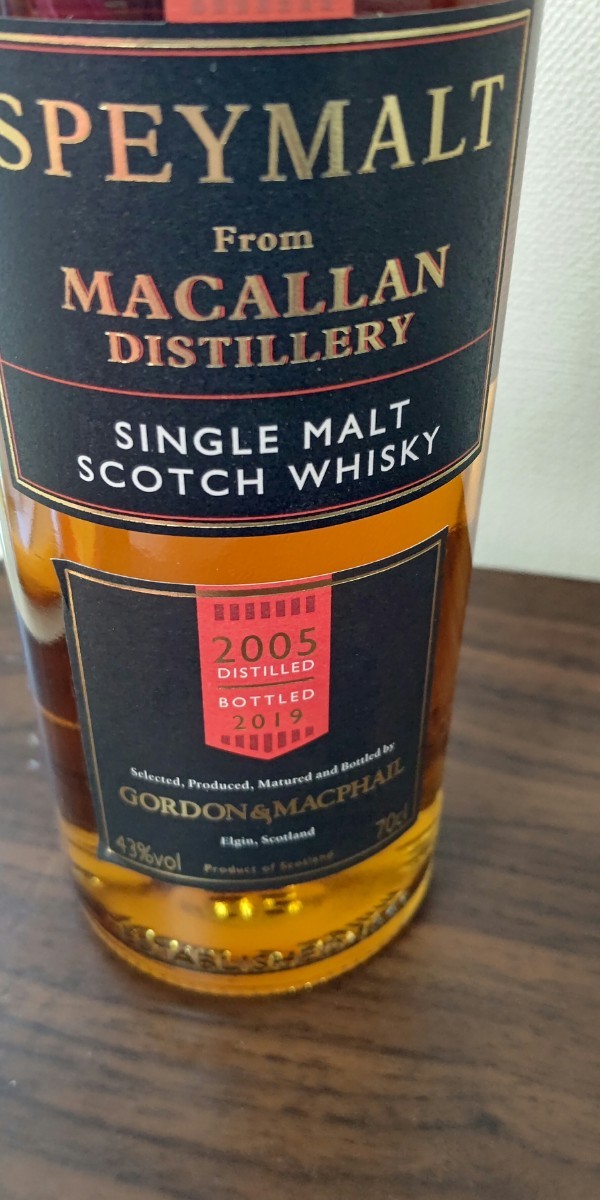 SPEYMALT
From
MACALLAN
DISTILLERY
SINGLE MALT
SCOTCH WHISKY
2005
DISTILLED
BOTTLED
2019
Selected, Produced, Matured and Bottled by
GORDON & MACPHAIL
Elgin, Scotland
43%vol
70cl
Product of Scotland